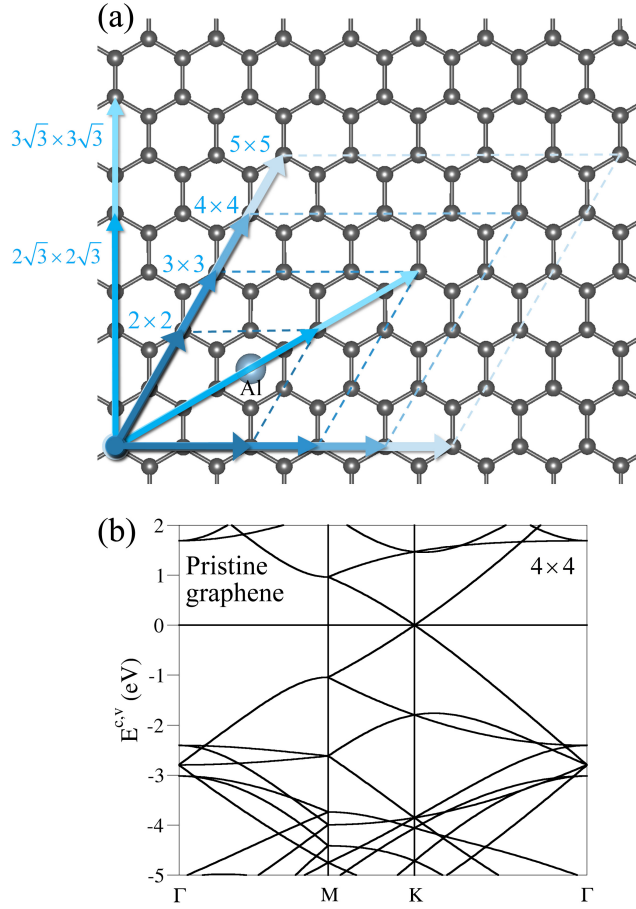 (a)
3√3×3√3
5×5
4×4
2√3×2√3
3×3
2×2
Al
(b)
2
Pristine
graphene
4×4
1
0
-1
-2
-3
-4
-5
E^{c,v} (eV)
Γ M K Γ